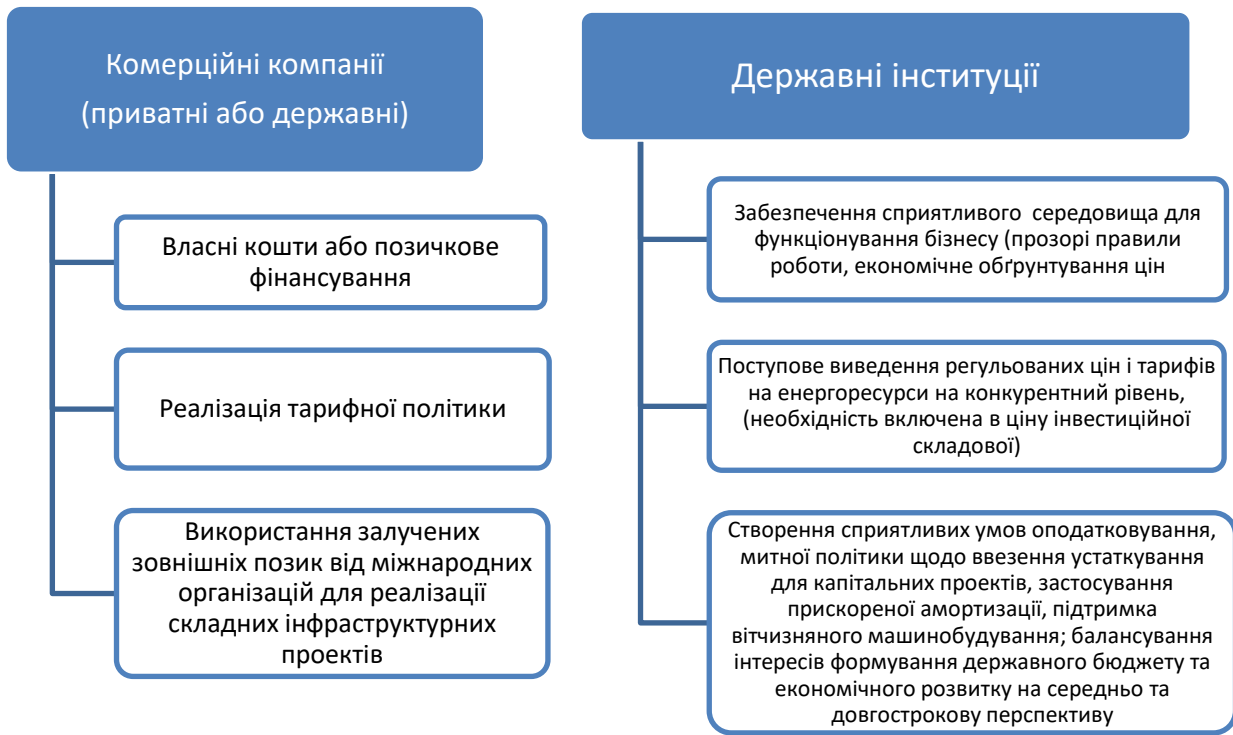 Комерційні компанії
(приватні або державні)
Власні кошти або позичкове
фінансування
Реалізація тарифної політики
Використання залучених
зовнішніх позик від міжнародних
організацій для реалізації
складних інфраструктурних
проектів
Державні інституції
Забезпечення сприятливого середовища для
функціонування бізнесу (прозорі правили
роботи, економічне обґрунтування цін
Поступове виведення регульованих цін і тарифів
на енергоресурси на конкурентний рівень,
(необхідність включена в ціну інвестиційної
складової)
Створення сприятливих умов оподатковування,
митної політики щодо ввезення устаткування
для капітальних проектів, застосування
прискореної амортизації, підтримка
вітчизняного машинобудування; балансування
інтересів формування державного бюджету та
економічного розвитку на середньо та
довгострокову перспективу